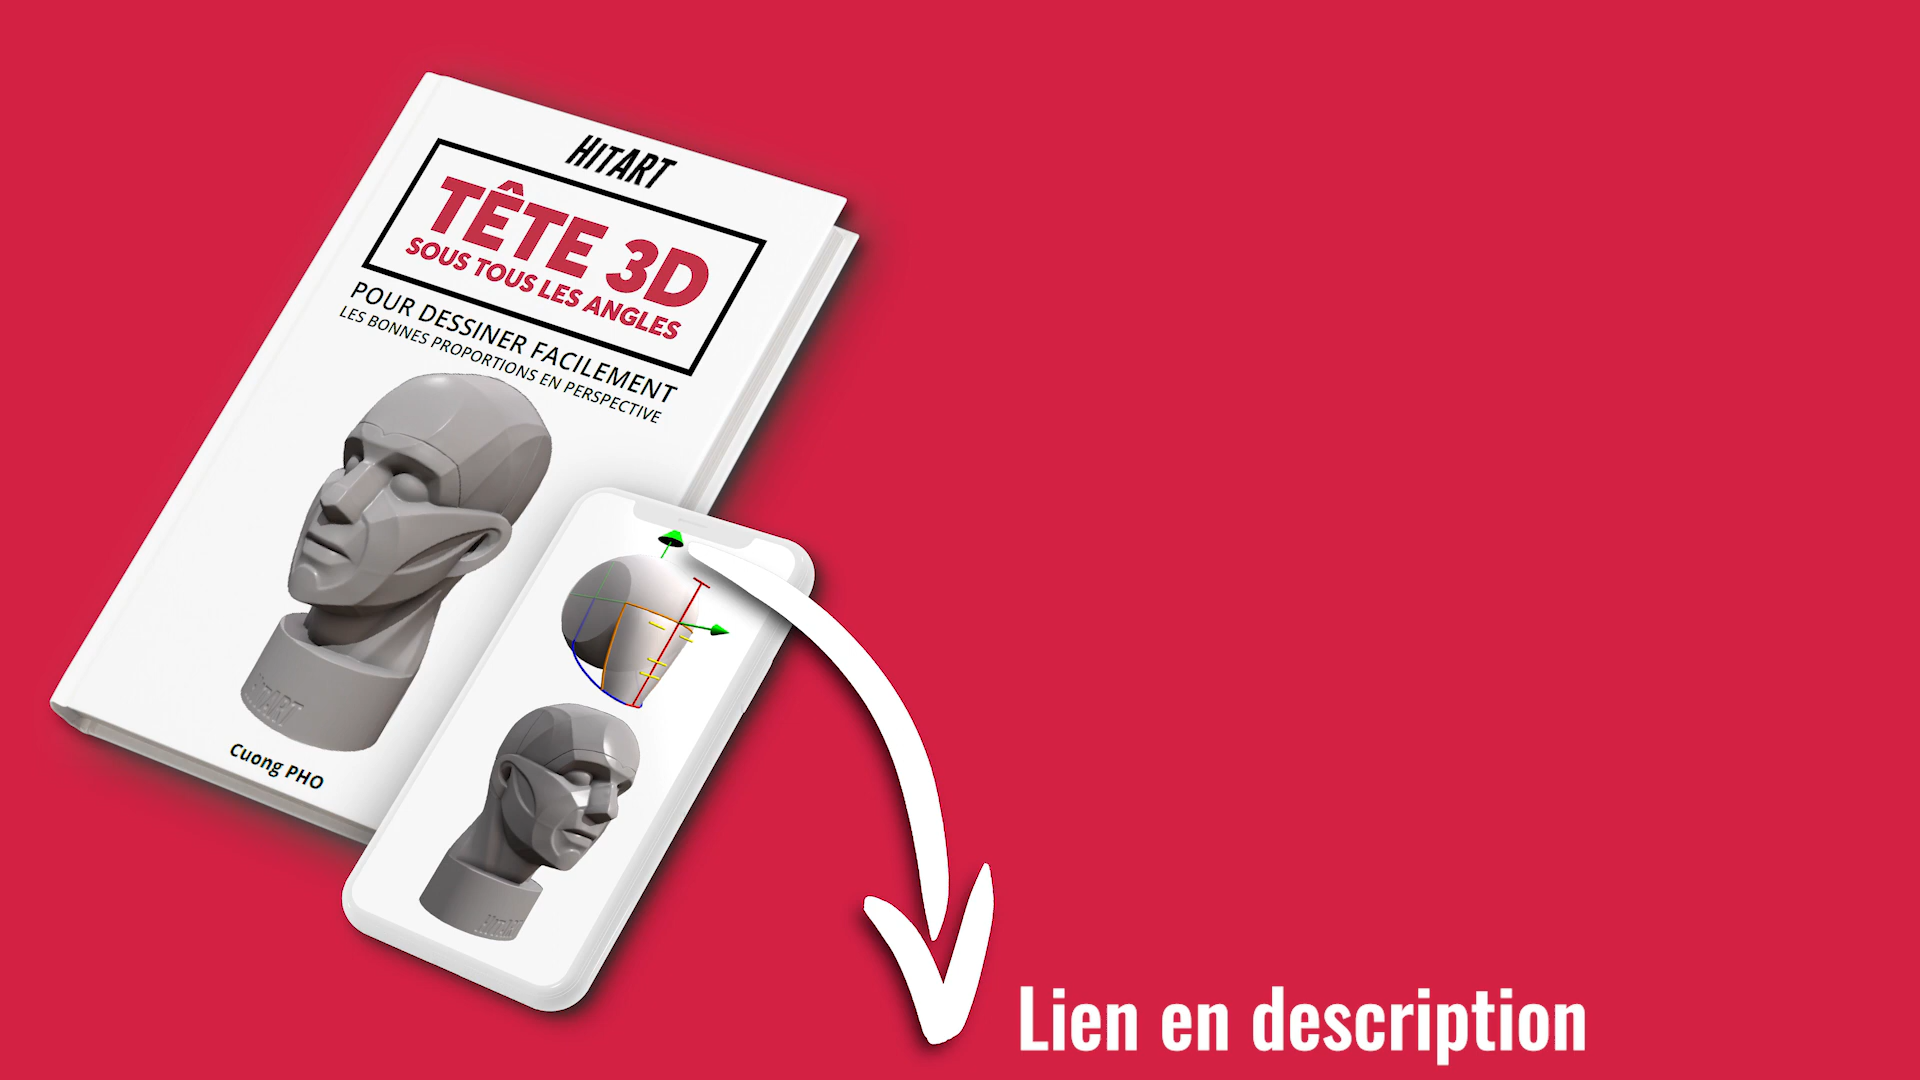 HITART
TÊTE 3D
SOUS TOUS LES ANGLES
POUR DESSINER FACILEMENT
LES BONNES PROPORTIONS EN PERSPECTIVE
HITART
Cuong PHO
HITART
Lien en description